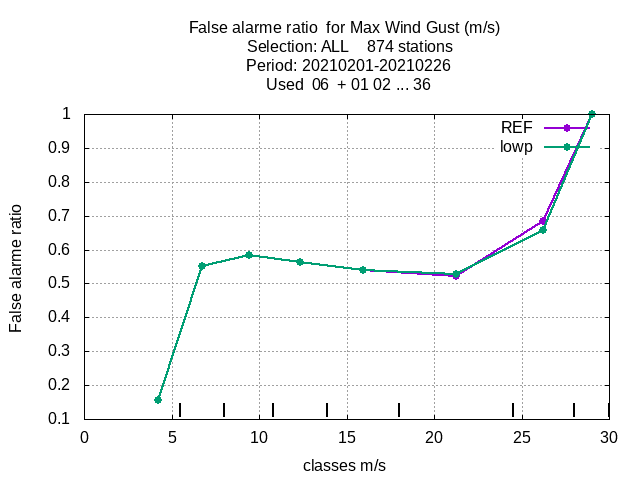 False alarme ratio  for Max Wind Gust (m/s)
Selection: ALL    874 stations
Period: 20210201-20210226
Used  06  + 01 02 ... 36
REF
lowp
1
0.9
0.8
0.7
0.6
0.5
0.4
0.3
0.2
0.1
False alarme ratio
0 5 10 15 20 25 30
classes m/s